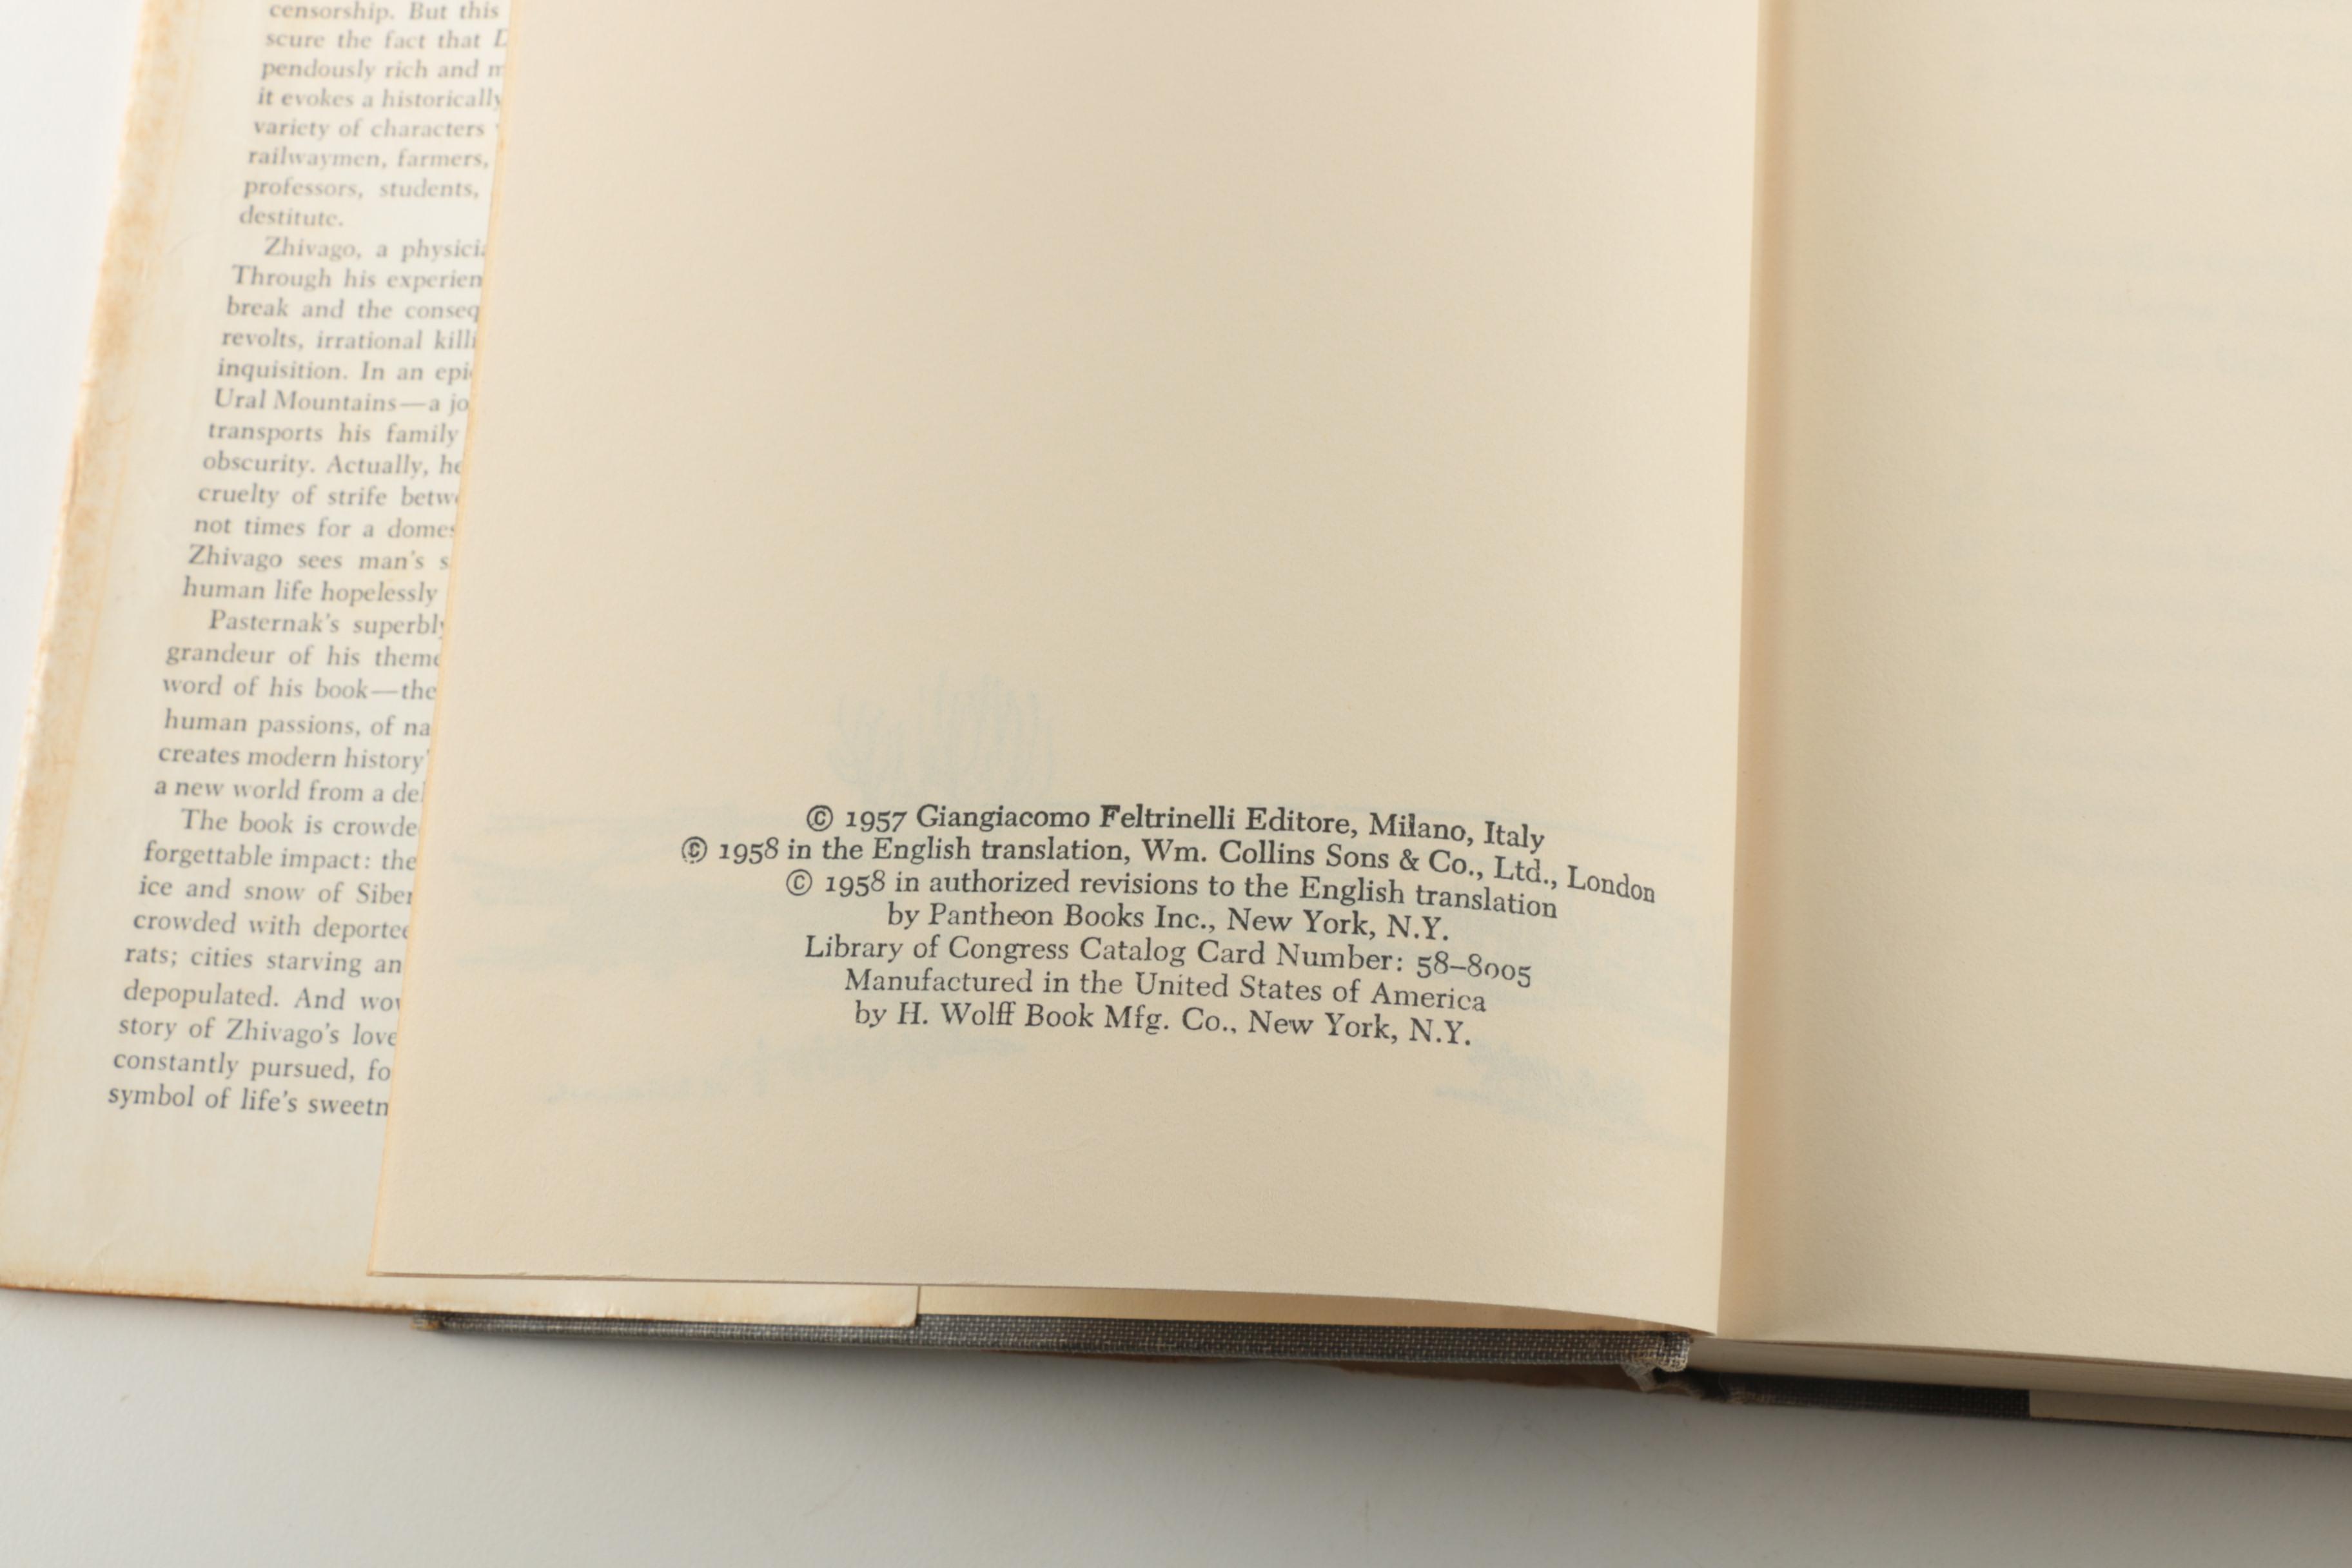 censorship. But this
scure the fact that
pendously rich and
it evokes a historically
variety of characters
railwaymen, farmers,
professors, students,
destitute.
Zhivago, a
Through his
break and the
revolts, irrational
inquisition. In an
Ural Mountains—a
transports his family
obscurity. Actually,
cruelty of strife
not times for a
Zhivago sees man's
human life hopelessly
Pasternak's
grandeur of his
word of his book—the
human passions, of
creates modern history
a new world from a
The book is
forgettable impact: the
ice and snow of
crowded with
rats; cities starving
depopulated. And
story of Zhivago's love
constantly pursued,
symbol of life's
© 1957 Giangiacomo Feltrinelli Editore, Milano, Italy
© 1958 in the English translation, Wm. Collins Sons & Co., Ltd., London
© 1958 in authorized revisions to the English translation
by Pantheon Books Inc., New York, N.Y.
Library of Congress Catalog Card Number: 58–8005
Manufactured in the United States of America
by H. Wolff Book Mfg. Co., New York, N.Y.